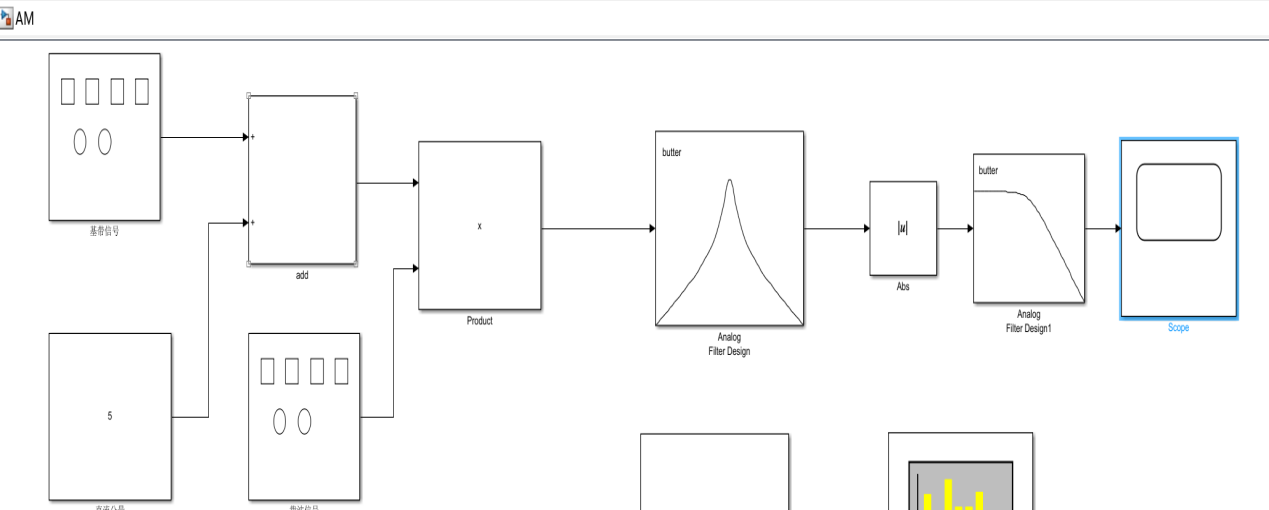 AM
butter
butter
+
基带信号
+
x
|u|
add
Abs
Product
Analog
Filter Design
Analog
Filter Design1
Scope
5